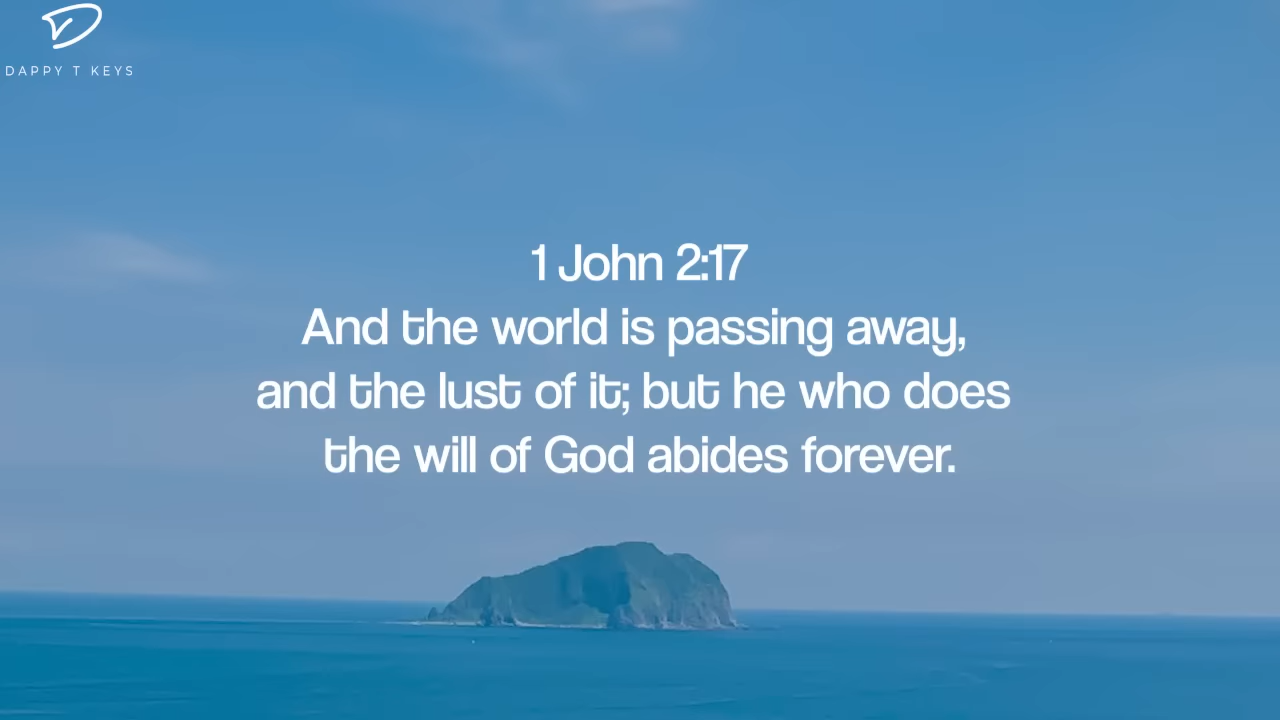 DAPPY T KEYS
1 John 2:17
And the world is passing away,
and the lust of it; but he who does
the will of God abides forever.